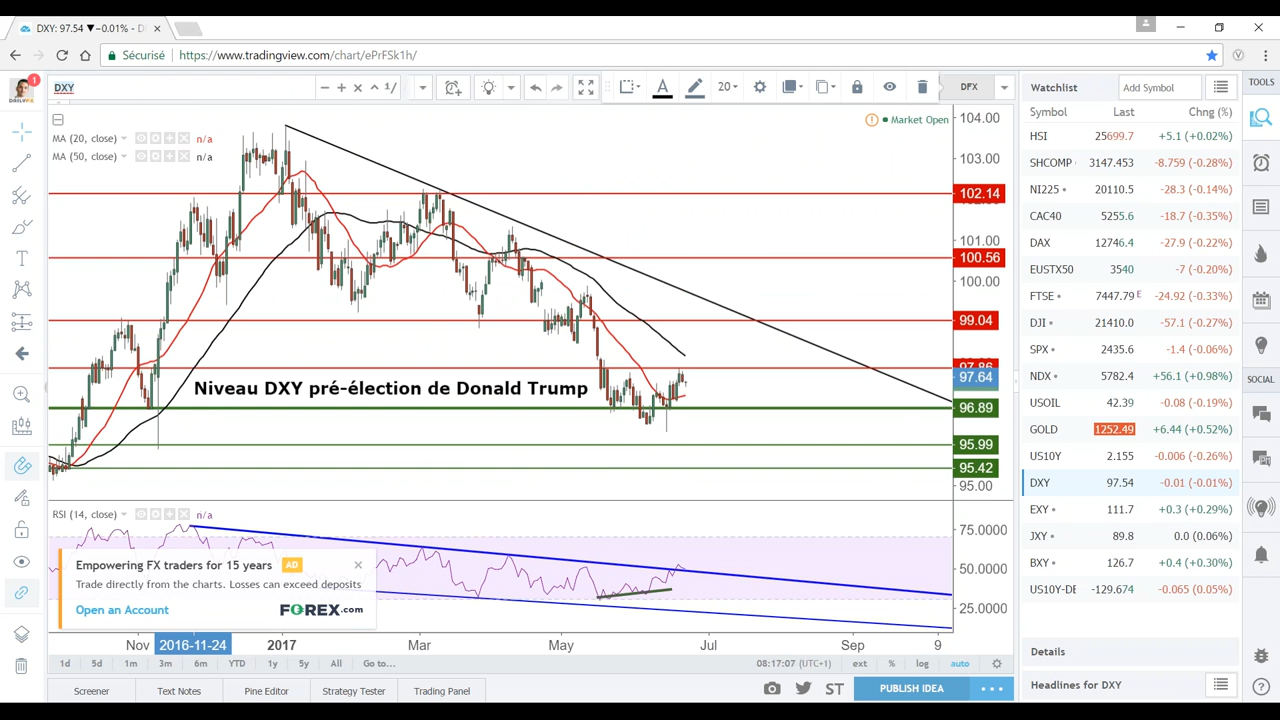 DXY: 97.54 ▼−0.01% - D
Sécurisé https://www.tradingview.com/chart/ePrFSk1h/
1
DAILYFX
DXY
1/
20
DFX
Watchlist Add Symbol
TOOLS
Symbol Last Chng (%)
MA (20, close) n/a
MA (50, close) n/a
Market Open
104.00
103.00
102.14
101.00
100.56
100.00
99.04
97.86
97.64
96.89
95.99
95.42
95.00
Niveau DXY pré-élection de Donald Trump
HSI 25699.7 +5.1 (+0.02%)
SHCOMP 3147.453 -8.759 (-0.28%)
NI225 20110.5 -28.3 (-0.14%)
CAC40 5255.6 -18.7 (-0.35%)
DAX 12746.4 -27.9 (-0.22%)
EUSTX50 3540 -7 (-0.20%)
FTSE 7447.79 E -24.92 (-0.33%)
DJI 21410.0 -57.1 (-0.27%)
SPX 2435.6 -1.4 (-0.06%)
NDX 5782.4 +56.1 (+0.98%)
USOIL 42.39 -0.08 (-0.19%)
GOLD 1252.49 +6.44 (+0.52%)
US10Y 2.155 -0.006 (-0.26%)
DXY 97.54 -0.01 (-0.01%)
EXY 111.7 +0.3 (+0.29%)
JXY 89.8 0.0 (0.06%)
BXY 126.7 +0.4 (+0.30%)
US10Y-DE -129.674 -0.065 (0.05%)
SOCIAL
RSI (14, close) n/a
75.0000
50.0000
25.0000
Empowering FX traders for 15 years AD
Trade directly from the charts. Losses can exceed deposits
Open an Account FOREX.com
Nov 2016-11-24 2017 Mar May Jul Sep 9
1d 5d 1m 3m 6m YTD 1y 5y All Go to... 08:17:07 (UTC+1) ext % log auto
Details
Headlines for DXY
Screener Text Notes Pine Editor Strategy Tester Trading Panel ST PUBLISH IDEA